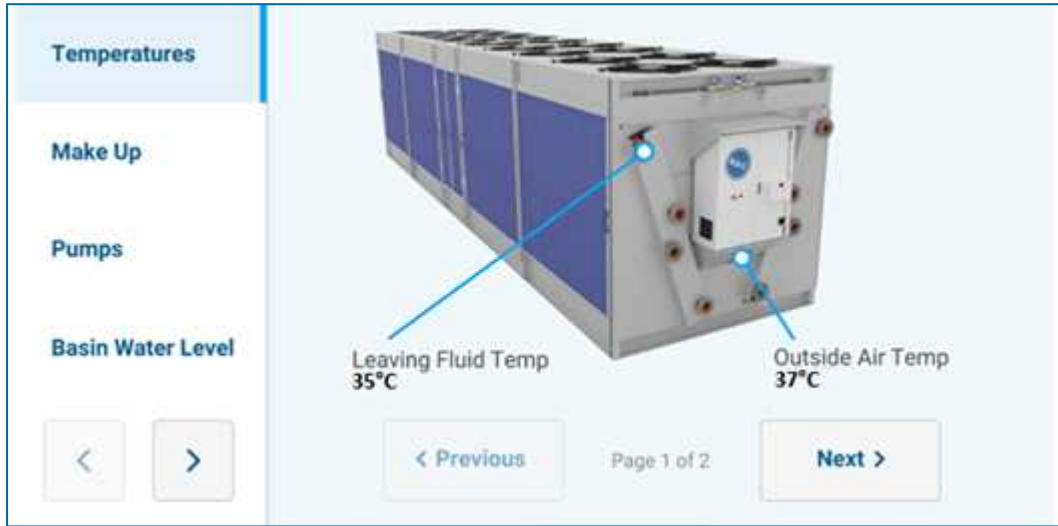 Temperatures
Make Up
Pumps
Basin Water Level
<
>
Leaving Fluid Temp
35°C
Outside Air Temp
37°C
< Previous
Page 1 of 2
Next >